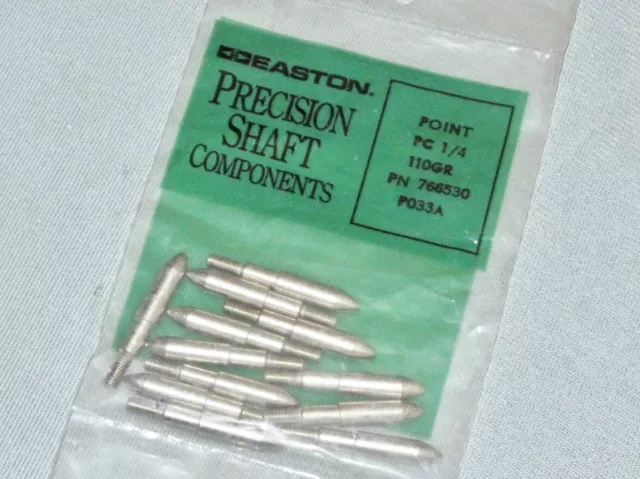 EASTON.
PRECISION
SHAFT
COMPONENTS
POINT
PC 1/4
110GR
PN 766530
P033A